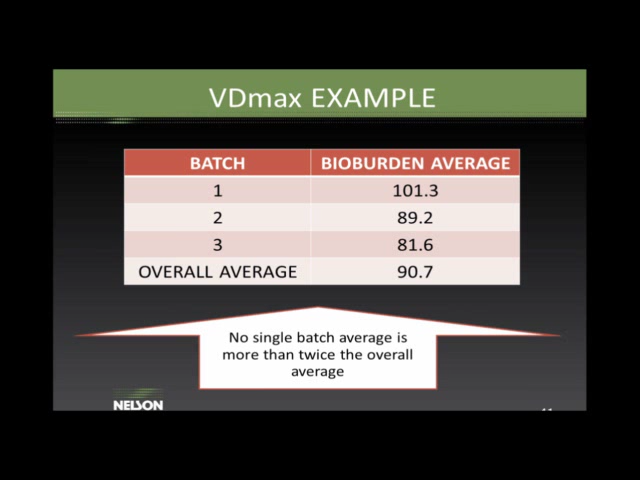 VDmax EXAMPLE
BATCH BIOBURDEN AVERAGE
1 101.3
2 89.2
3 81.6
OVERALL AVERAGE 90.7
No single batch average is
more than twice the overall
average
NELSON